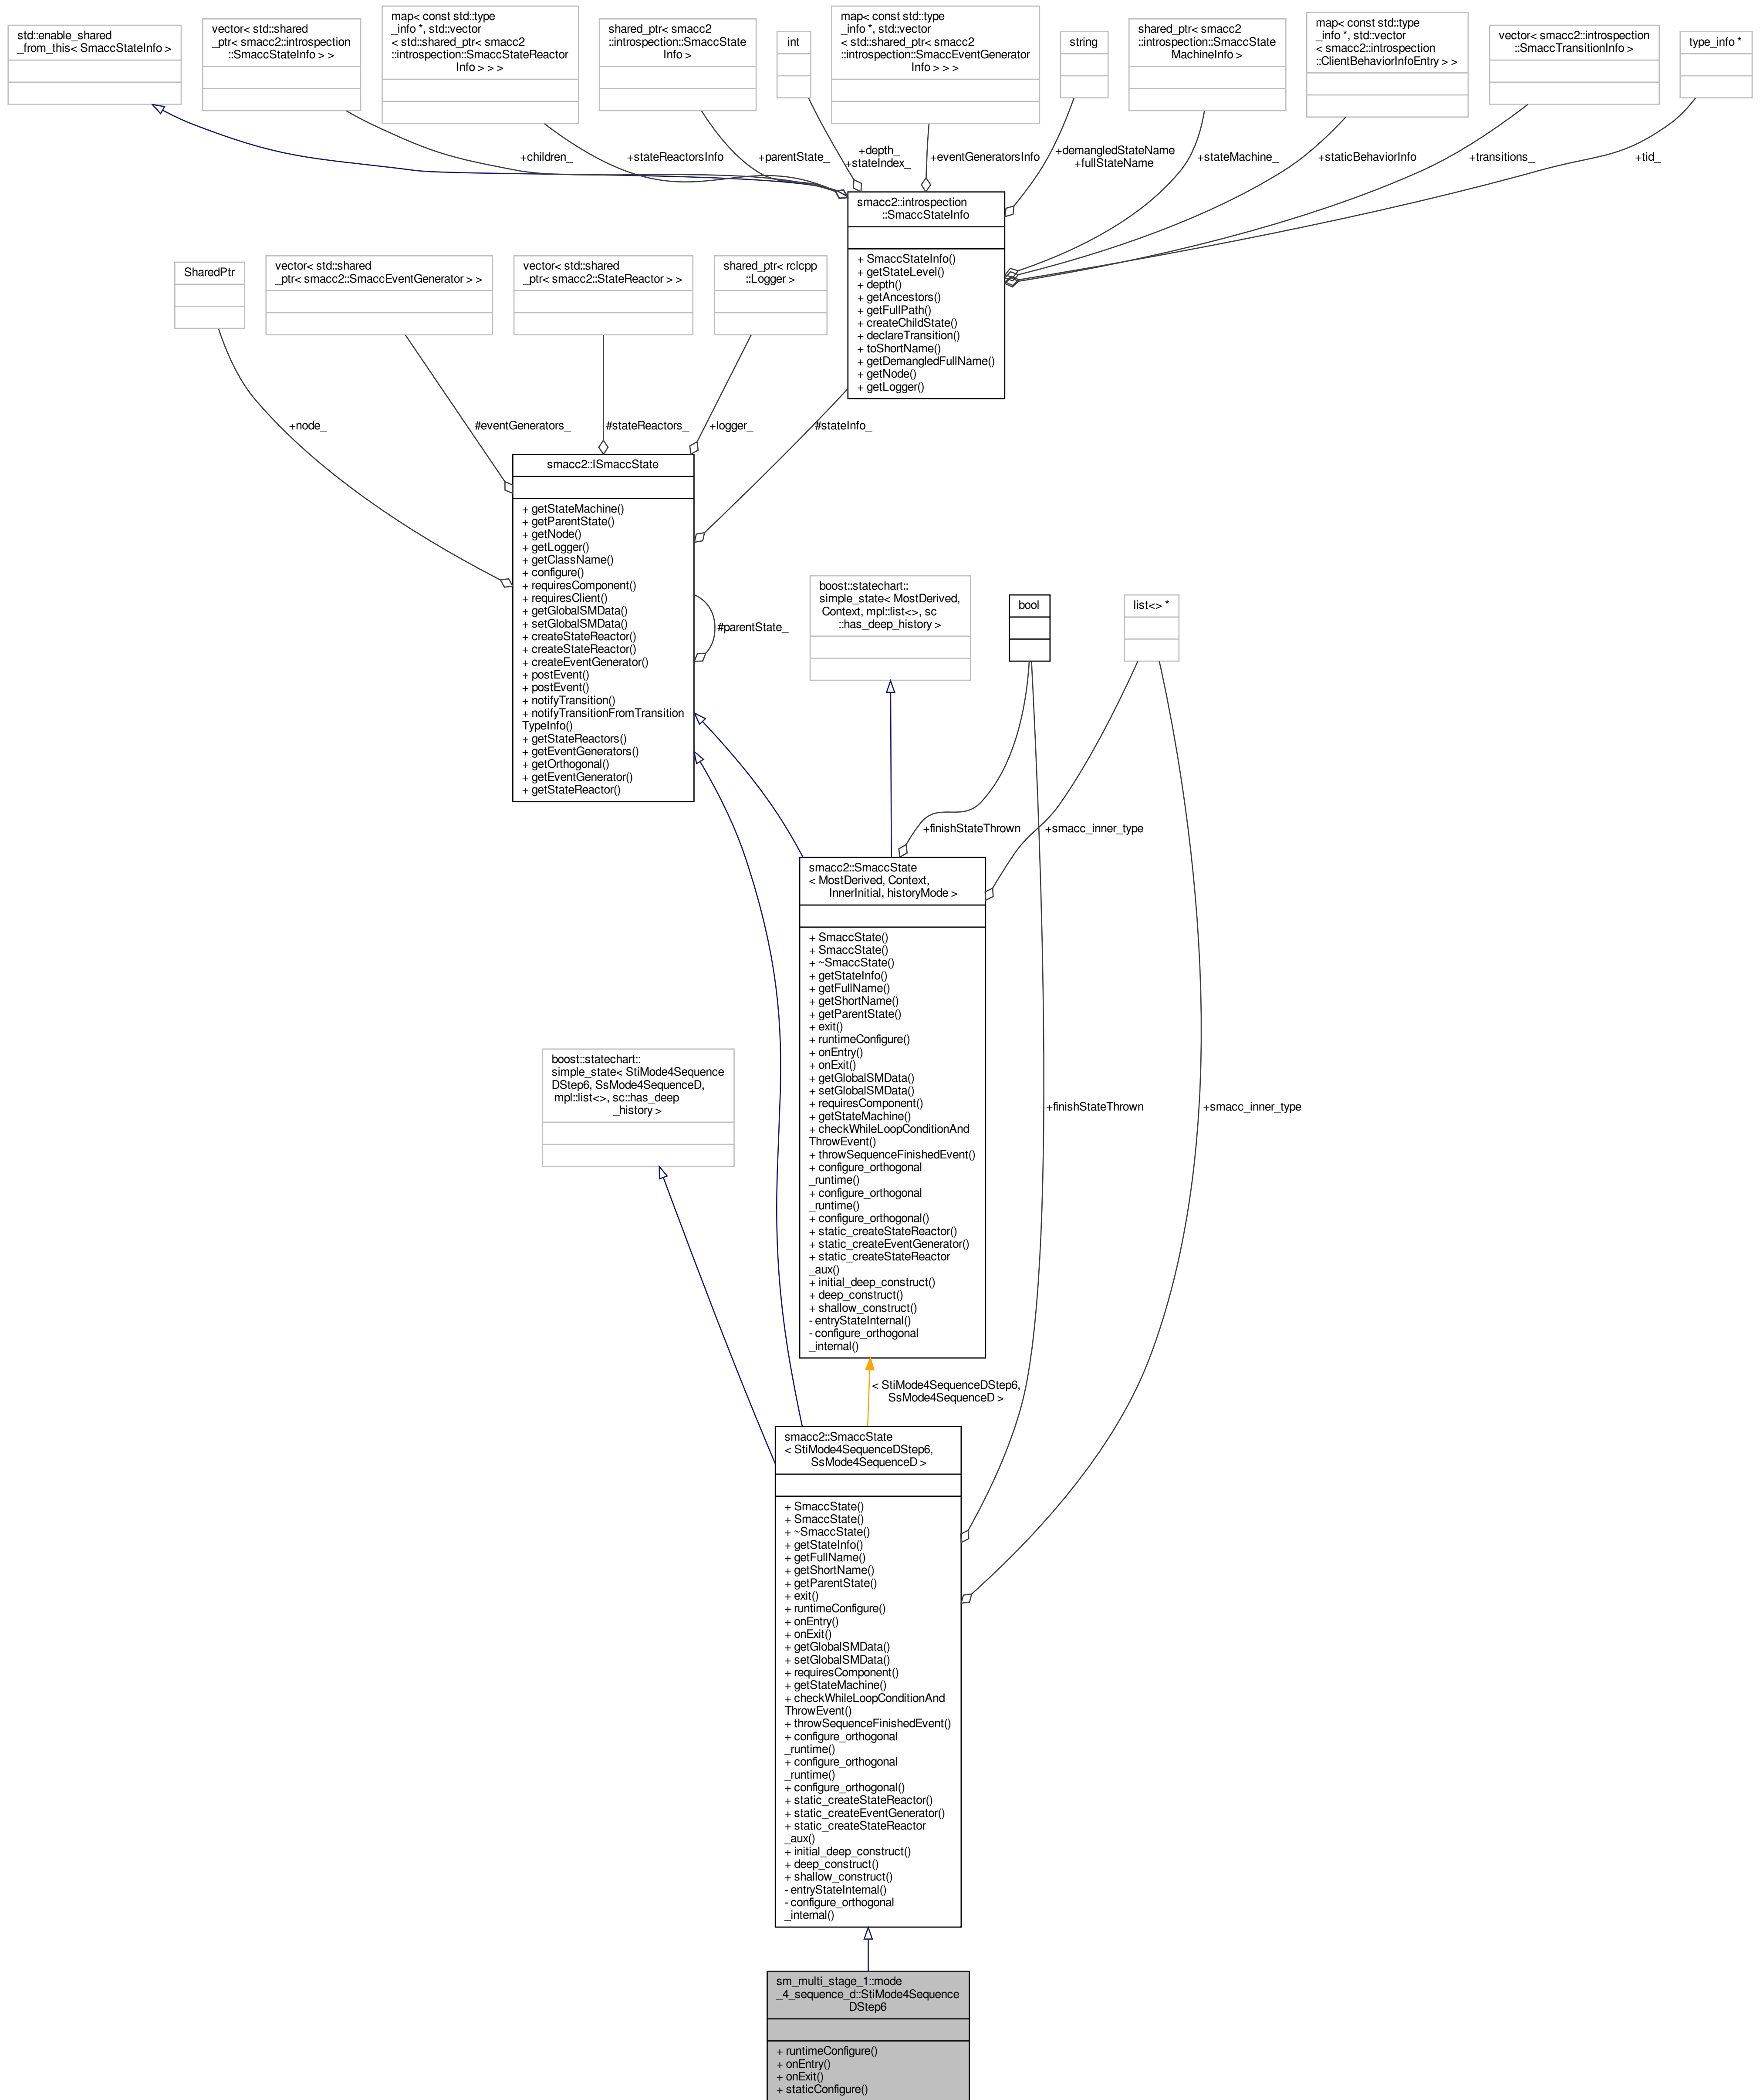 std::enable_shared
_from_this< SmaccStateInfo >
vector< std::shared
_ptr< smacc2::introspection
::SmaccStateInfo > >
map< const std::type
_info *, std::vector
< std::shared_ptr< smacc2
::introspection::SmaccStateReactor
Info > > >
shared_ptr< smacc2
::introspection::SmaccState
Info >
int
map< const std::type
_info *, std::vector
< std::shared_ptr< smacc2
::introspection::SmaccEventGenerator
Info > > >
string
shared_ptr< smacc2
::introspection::SmaccState
MachineInfo >
map< const std::type
_info *, std::vector
< smacc2::introspection
::ClientBehaviorInfoEntry > >
vector< smacc2::introspection
::SmaccTransitionInfo >
type_info *
+children_
+stateReactorsInfo
+parentState_
+depth_
+stateIndex_
+eventGeneratorsInfo
+demangledStateName
+fullStateName
+stateMachine_
+staticBehaviorInfo
+transitions_
+tid_
smacc2::introspection
::SmaccStateInfo
+ SmaccStateInfo()
+ getStateLevel()
+ depth()
+ getAncestors()
+ getFullPath()
+ createChildState()
+ declareTransition()
+ toShortName()
+ getDemangledFullName()
+ getNode()
+ getLogger()
SharedPtr
vector< std::shared
_ptr< smacc2::SmaccEventGenerator > >
vector< std::shared
_ptr< smacc2::StateReactor > >
shared_ptr< rclcpp
::Logger >
+node_
#eventGenerators_
#stateReactors_
+logger_
#stateInfo_
smacc2::ISmaccState
+ getStateMachine()
+ getParentState()
+ getNode()
+ getLogger()
+ getClassName()
+ configure()
+ requiresComponent()
+ requiresClient()
+ getGlobalSMData()
+ setGlobalSMData()
+ createStateReactor()
+ createStateReactor()
+ createEventGenerator()
+ postEvent()
+ postEvent()
+ notifyTransition()
+ notifyTransitionFromTransition
TypeInfo()
+ getStateReactors()
+ getEventGenerators()
+ getOrthogonal()
+ getEventGenerator()
+ getStateReactor()
#parentState_
boost::statechart::
simple_state< MostDerived,
Context, mpl::list<>, sc
::has_deep_history >
bool
list<> *
+finishStateThrown
+smacc_inner_type
smacc2::SmaccState
< MostDerived, Context,
InnerInitial, historyMode >
+ SmaccState()
+ SmaccState()
+ ~SmaccState()
+ getStateInfo()
+ getFullName()
+ getShortName()
+ getParentState()
+ exit()
+ runtimeConfigure()
+ onEntry()
+ onExit()
+ getGlobalSMData()
+ setGlobalSMData()
+ requiresComponent()
+ getStateMachine()
+ checkWhileLoopConditionAnd
ThrowEvent()
+ throwSequenceFinishedEvent()
+ configure_orthogonal
_runtime()
+ configure_orthogonal
_runtime()
+ configure_orthogonal()
+ static_createStateReactor()
+ static_createEventGenerator()
+ static_createStateReactor
_aux()
+ initial_deep_construct()
+ deep_construct()
+ shallow_construct()
- entryStateInternal()
- configure_orthogonal
_internal()
boost::statechart::
simple_state< StiMode4Sequence
DStep6, SsMode4SequenceD,
mpl::list<>, sc::has_deep
_history >
+finishStateThrown
+smacc_inner_type
< StiMode4SequenceDStep6,
SsMode4SequenceD >
smacc2::SmaccState
< StiMode4SequenceDStep6,
SsMode4SequenceD >
+ SmaccState()
+ SmaccState()
+ ~SmaccState()
+ getStateInfo()
+ getFullName()
+ getShortName()
+ getParentState()
+ exit()
+ runtimeConfigure()
+ onEntry()
+ onExit()
+ getGlobalSMData()
+ setGlobalSMData()
+ requiresComponent()
+ getStateMachine()
+ checkWhileLoopConditionAnd
ThrowEvent()
+ throwSequenceFinishedEvent()
+ configure_orthogonal
_runtime()
+ configure_orthogonal
_runtime()
+ configure_orthogonal()
+ static_createStateReactor()
+ static_createEventGenerator()
+ static_createStateReactor
_aux()
+ initial_deep_construct()
+ deep_construct()
+ shallow_construct()
- entryStateInternal()
- configure_orthogonal
_internal()
sm_multi_stage_1::mode
_4_sequence_d::StiMode4Sequence
DStep6
+ runtimeConfigure()
+ onEntry()
+ onExit()
+ staticConfigure()